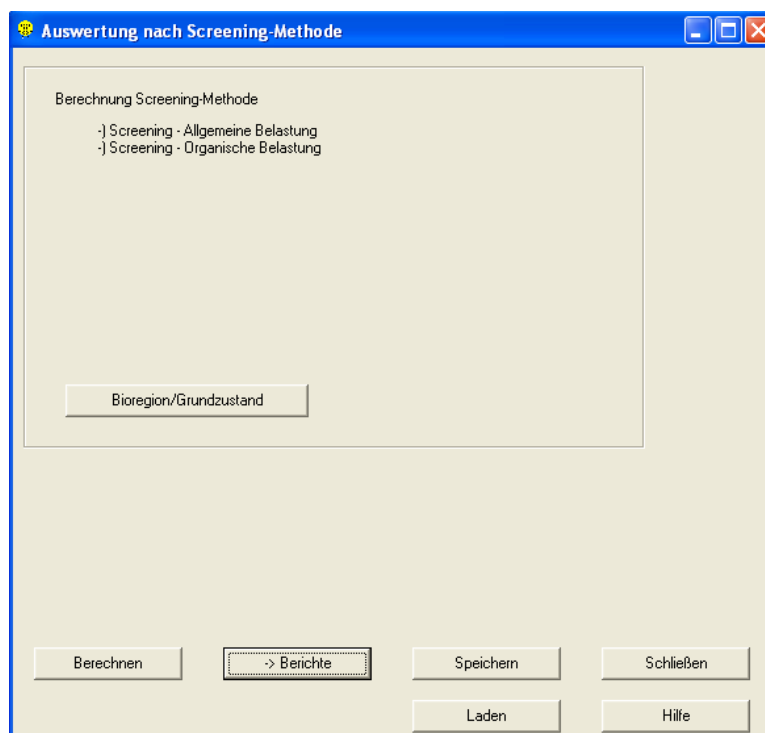 Auswertung nach Screening-Methode
Berechnung Screening-Methode
-) Screening - Allgemeine Belastung
-) Screening - Organische Belastung
Bioregion/Grundzustand
Berechnen
-> Berichte
Speichern
Schließen
Laden
Hilfe